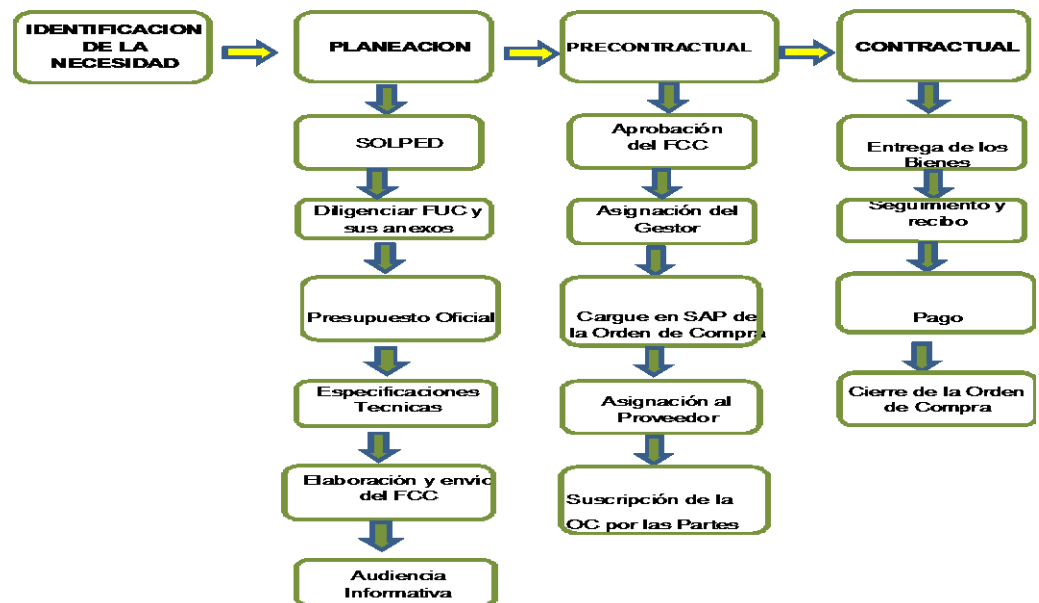 IDENTIFICACION
DE LA
NECESIDAD
PLANEACION
PRECONTRACTUAL
CONTRACTUAL
SOLPED
Diligenciar FUC y
sus anexos
Presupuesto Oficial
Especificaciones
Tecnicas
Elaboración y envio
del FCC
Audiencia
Informativa
Aprobación
del FCC
Asignación del
Gestor
Cargue en SAP de
la Orden de Compra
Asignación al
Proveedor
Suscripción de la
OC por las Partes
Entrega de los
Bienes
Seguimiento y
recibo
Pago
Cierre de la Orden
de Compra